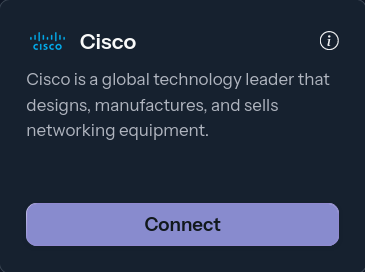 CISCO
Cisco
Cisco is a global technology leader that
designs, manufactures, and sells
networking equipment.
Connect